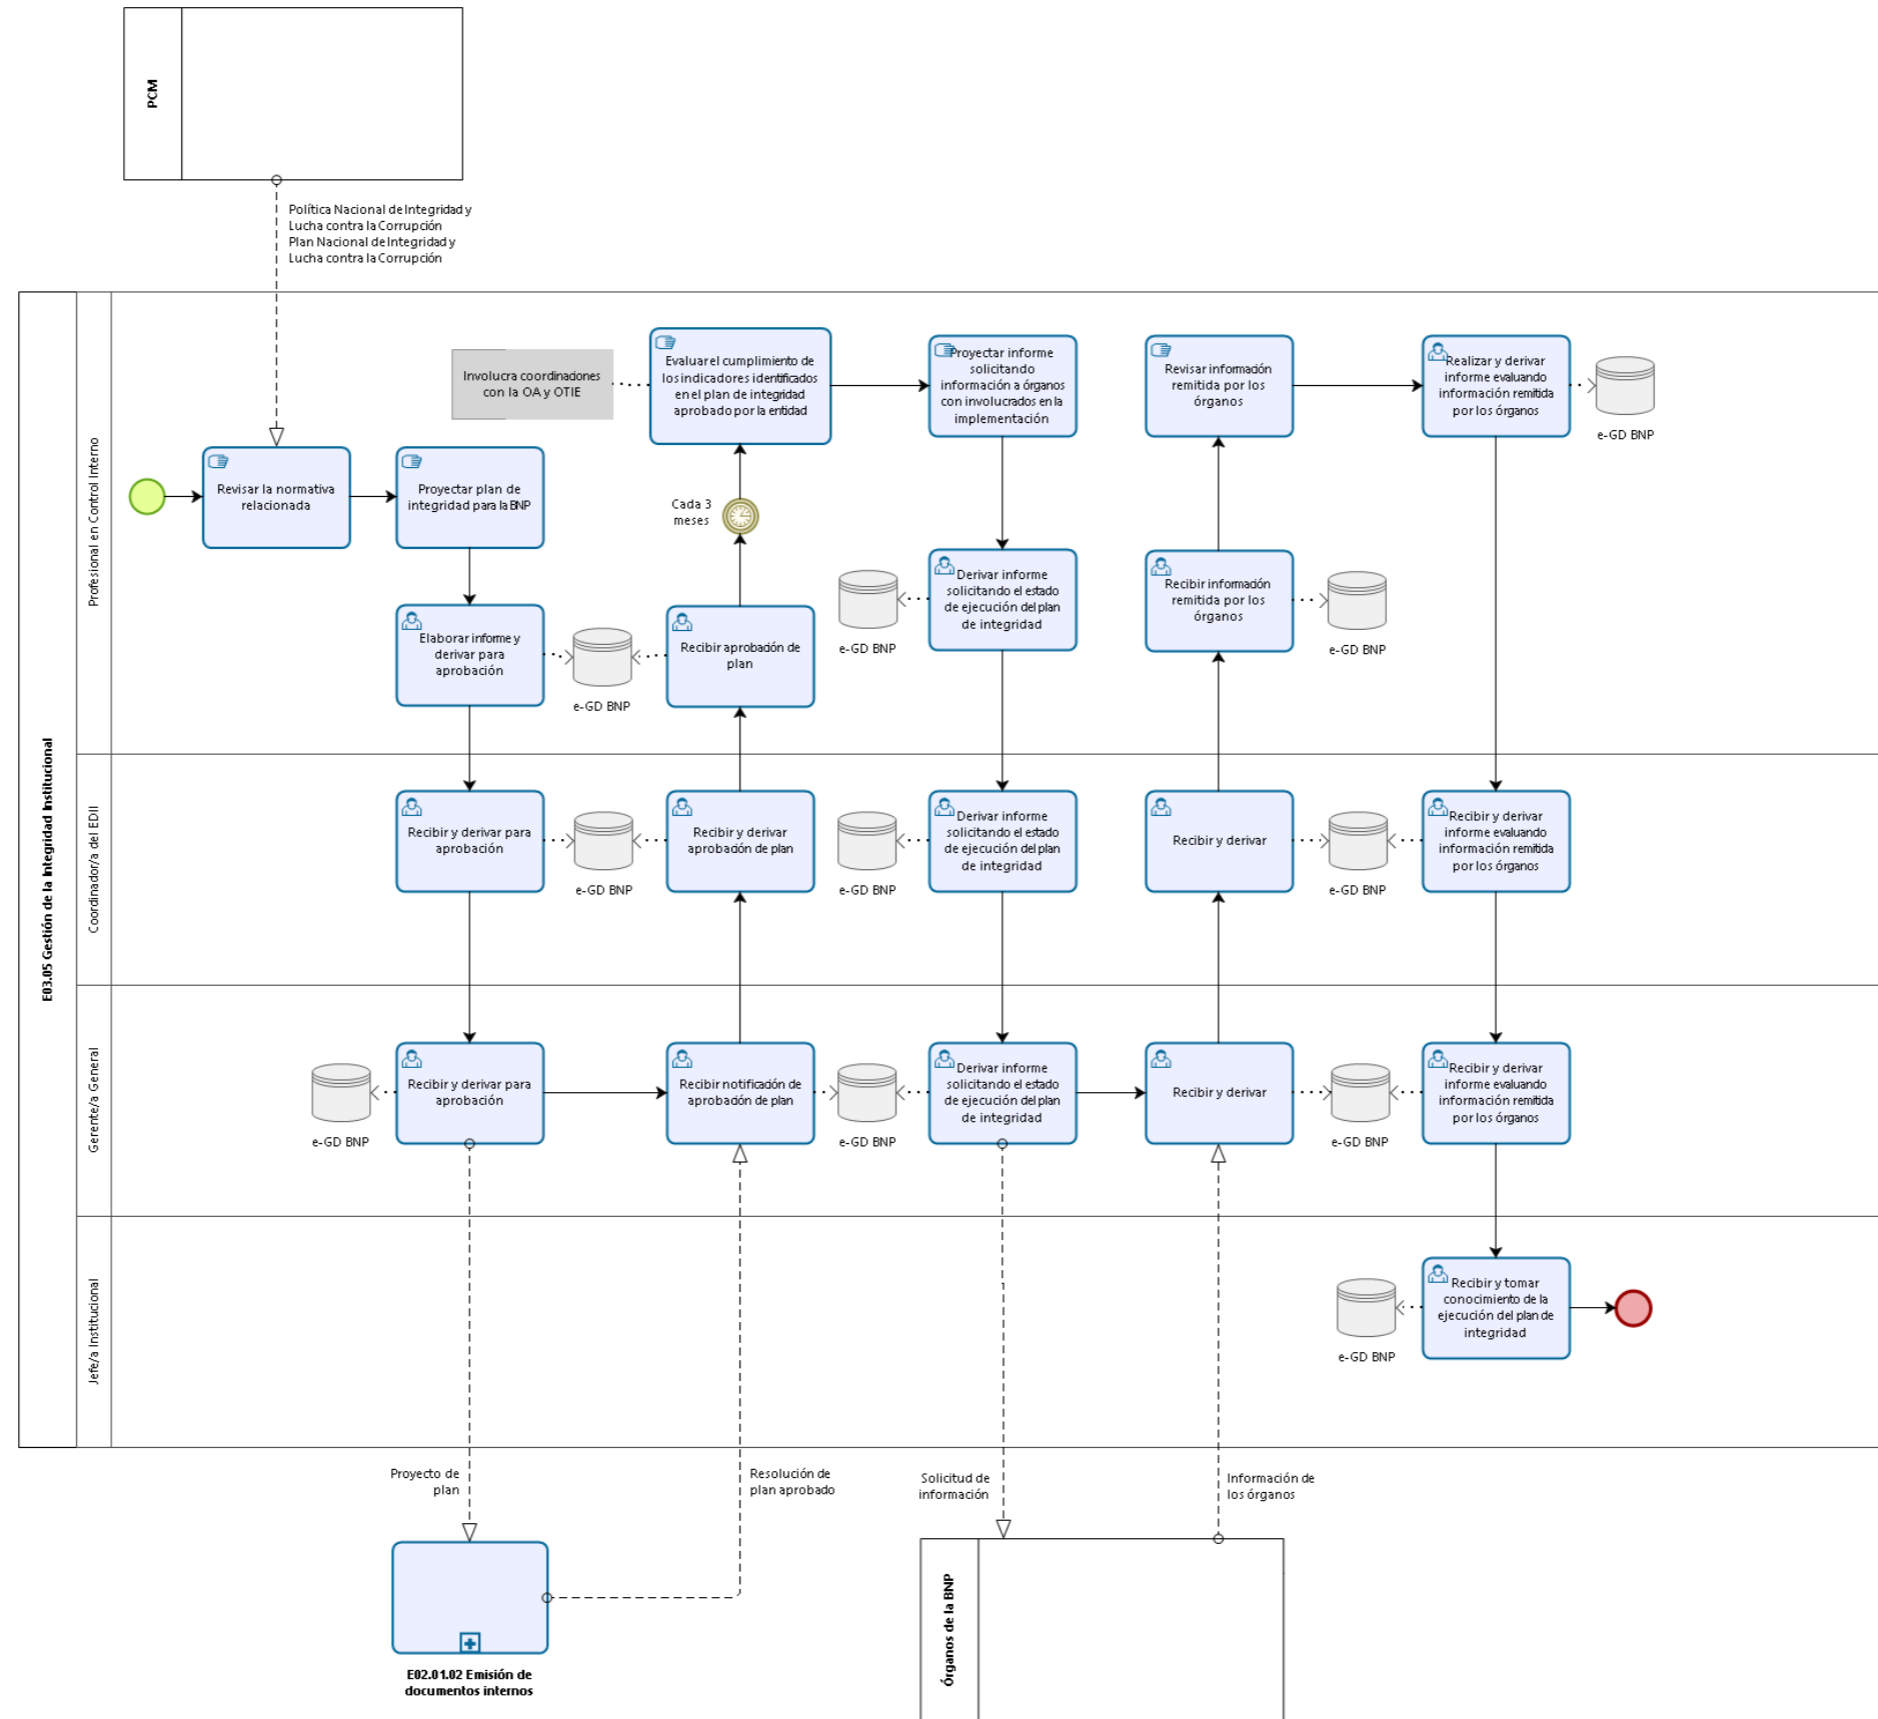 PCM
Política Nacional de Integridad y
Lucha contra la Corrupción
Plan Nacional de Integridad y
Lucha contra la Corrupción
E03.05 Gestión de la Integridad Institucional
Profesional en Control Interno
Involucra coordinaciones
con la OA y OTIE
Evaluar el cumplimiento de
los indicadores identificados
en el plan de integridad
aprobado por la entidad
Proyectar informe
solicitando
información a órganos
con involucrados en la
implementación
Revisar información
remitida por los
órganos
Realizar y derivar
informe evaluando
información remitida
por los órganos
e-GD BNP
Revisar la normativa
relacionada
Proyectar plan de
integridad para la BNP
Cada 3
meses
Derivar informe
solicitando el estado
de ejecución del plan
de integridad
e-GD BNP
Recibir información
remitida por los
órganos
e-GD BNP
Elaborar informe y
derivar para
aprobación
e-GD BNP
Recibir aprobación de
plan
Coordinador/a del EDII
Recibir y derivar para
aprobación
e-GD BNP
Recibir y derivar
aprobación de plan
e-GD BNP
Derivar informe
solicitando el estado
de ejecución del plan
de integridad
Recibir y derivar
e-GD BNP
Recibir y derivar
informe evaluando
información remitida
por los órganos
Gerente/a General
e-GD BNP
Recibir y derivar para
aprobación
Recibir notificación de
aprobación de plan
e-GD BNP
Derivar informe
solicitando el estado
de ejecución del plan
de integridad
Recibir y derivar
e-GD BNP
Recibir y derivar
informe evaluando
información remitida
por los órganos
Jefe/a Institucional
e-GD BNP
Recibir y tomar
conocimiento de la
ejecución del plan de
integridad
Proyecto de
plan
Resolución de
plan aprobado
Solicitud de
información
Información de
los órganos
E02.01.02 Emisión de
documentos internos
Órganos de la BNP